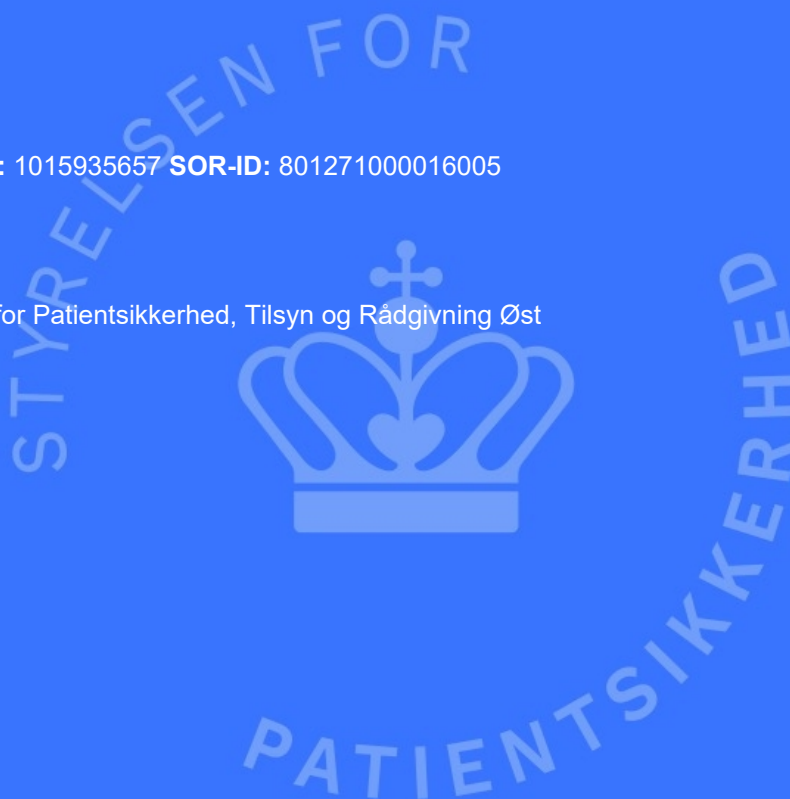 STYRELSEN FOR
: 1015935657 SOR-ID: 801271000016005
for Patientsikkerhed, Tilsyn og Rådgivning Øst
PATIENTSIKKERHED